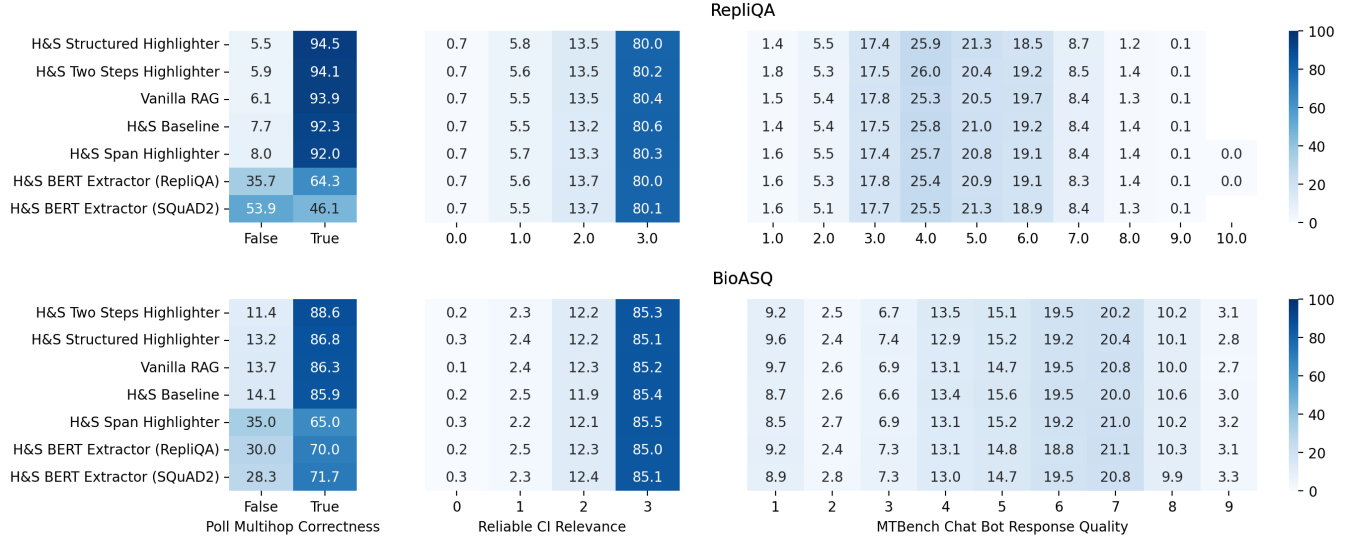 RepliQA
H&S Structured Highlighter 5.5 94.5 0.7 5.8 13.5 80.0 1.4 5.5 17.4 25.9 21.3 18.5 8.7 1.2 0.1 100
H&S Two Steps Highlighter 5.9 94.1 0.7 5.6 13.5 80.2 1.8 5.3 17.5 26.0 20.4 19.2 8.5 1.4 0.1 80
Vanilla RAG 6.1 93.9 0.7 5.5 13.5 80.4 1.5 5.4 17.8 25.3 20.5 19.7 8.4 1.3 0.1 60
H&S Baseline 7.7 92.3 0.7 5.5 13.2 80.6 1.4 5.4 17.5 25.8 21.0 19.2 8.4 1.4 0.1
H&S Span Highlighter 8.0 92.0 0.7 5.7 13.3 80.3 1.6 5.5 17.4 25.7 20.8 19.1 8.4 1.4 0.1 0.0 40
H&S BERT Extractor (RepliQA) 35.7 64.3 0.7 5.6 13.7 80.0 1.6 5.3 17.8 25.4 20.9 19.1 8.3 1.4 0.1 0.0 20
H&S BERT Extractor (SQuAD2) 53.9 46.1 0.7 5.5 13.7 80.1 1.6 5.1 17.7 25.5 21.3 18.9 8.4 1.3 0.1 0
False True 0.0 1.0 2.0 3.0 1.0 2.0 3.0 4.0 5.0 6.0 7.0 8.0 9.0 10.0
BioASQ
H&S Two Steps Highlighter 11.4 88.6 0.2 2.3 12.2 85.3 9.2 2.5 6.7 13.5 15.1 19.5 20.2 10.2 3.1 100
H&S Structured Highlighter 13.2 86.8 0.3 2.4 12.2 85.1 9.6 2.4 7.4 12.9 15.2 19.2 20.4 10.1 2.8 80
Vanilla RAG 13.7 86.3 0.1 2.4 12.3 85.2 9.7 2.6 6.9 13.1 14.7 19.5 20.8 10.0 2.7 60
H&S Baseline 14.1 85.9 0.2 2.5 11.9 85.4 8.7 2.6 6.6 13.4 15.6 19.5 20.0 10.6 3.0
H&S Span Highlighter 35.0 65.0 0.3 2.2 12.1 85.5 8.5 2.7 6.9 13.1 15.2 19.2 21.0 10.2 3.2 40
H&S BERT Extractor (RepliQA) 30.0 70.0 0.2 2.5 12.3 85.0 9.2 2.4 7.3 13.1 14.8 18.8 21.1 10.3 3.1 20
H&S BERT Extractor (SQuAD2) 28.3 71.7 0.3 2.3 12.4 85.1 8.9 2.8 7.3 13.0 14.7 19.5 20.8 9.9 3.3 0
False True 0 1 2 3 1 2 3 4 5 6 7 8 9
Poll Multihop Correctness Reliable CI Relevance MTBench Chat Bot Response Quality